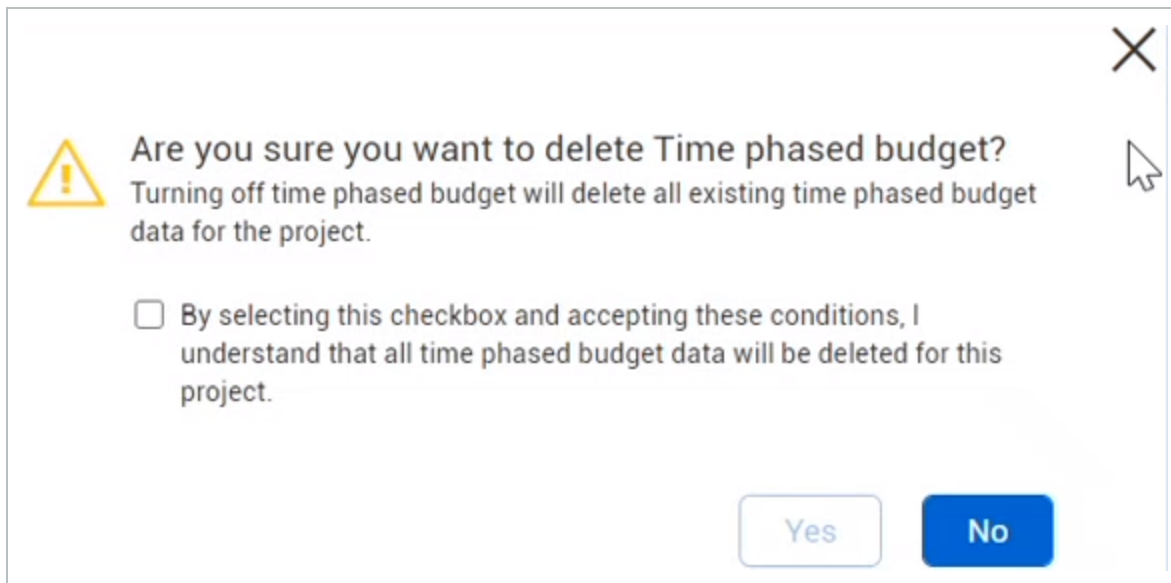 Are you sure you want to delete Time phased budget?
Turning off time phased budget will delete all existing time phased budget
data for the project.
By selecting this checkbox and accepting these conditions, I
understand that all time phased budget data will be deleted for this
project.
Yes
No